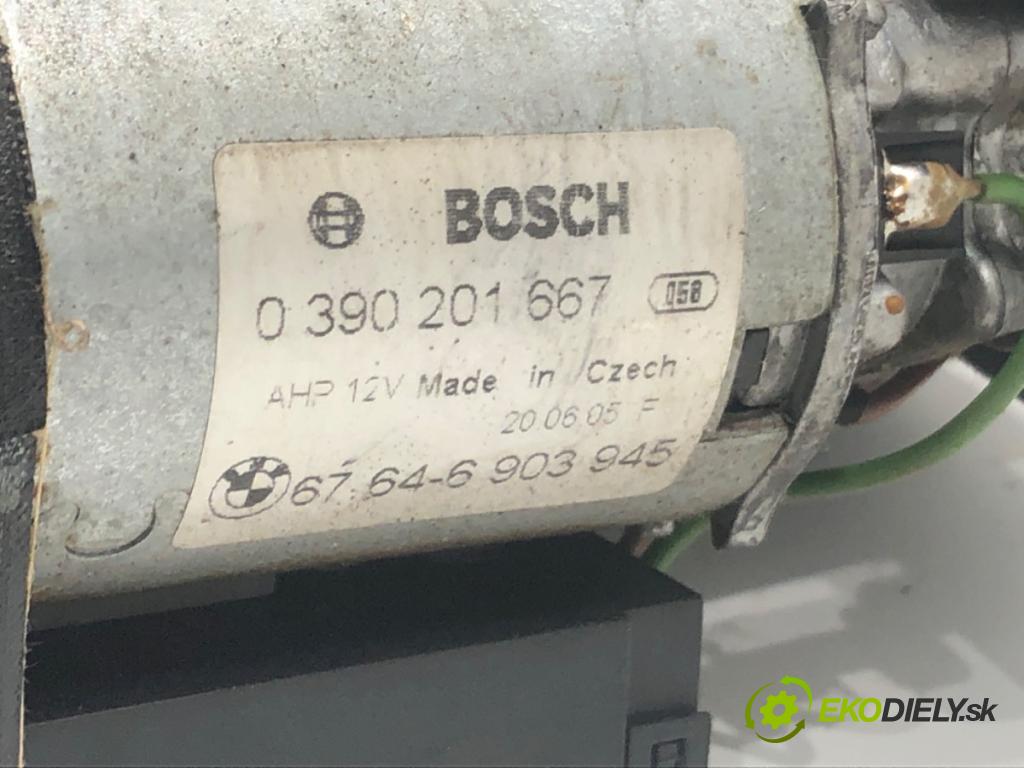 BOSCH
0 390 201 667 058
AHP 12V Made in Czech
20.06.05 F
67.64-6 903 945
EKODIELY.sk